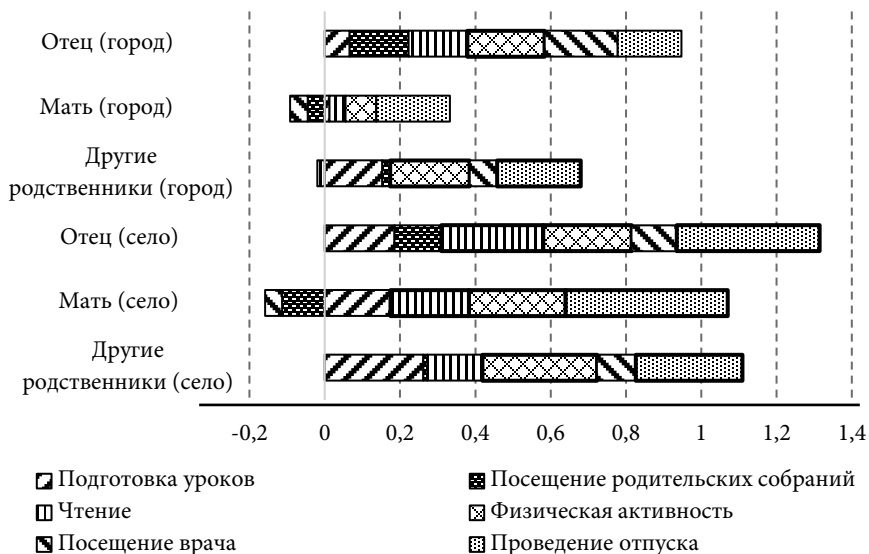 Отец (город)
Мать (город)
Другие
родственники (город)
Отец (село)
Мать (село)
Другие
родственники (село)
-0,2 0 0,2 0,4 0,6 0,8 1 1,2 1,4
Подготовка уроков
Посещение родительских собраний
Чтение
Физическая активность
Посещение врача
Проведение отпуска